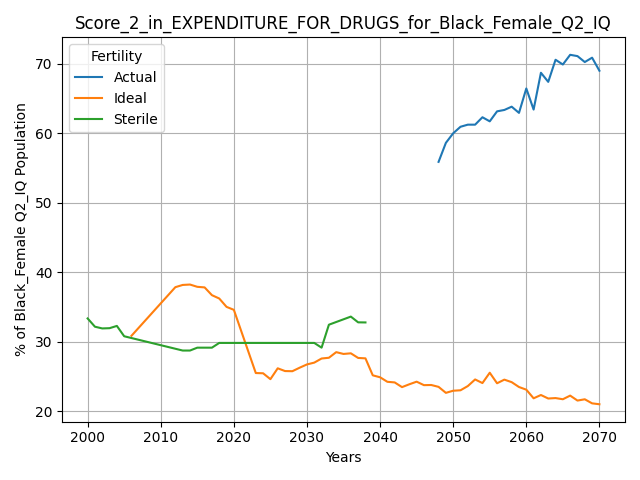 Score_2_in_EXPENDITURE_FOR_DRUGS_for_Black_Female_Q2_IQ
Fertility
Actual
Ideal
Sterile
% of Black_Female Q2_IQ Population
70
60
50
40
30
20
2000
2010
2020
2030
2040
2050
2060
2070
Years